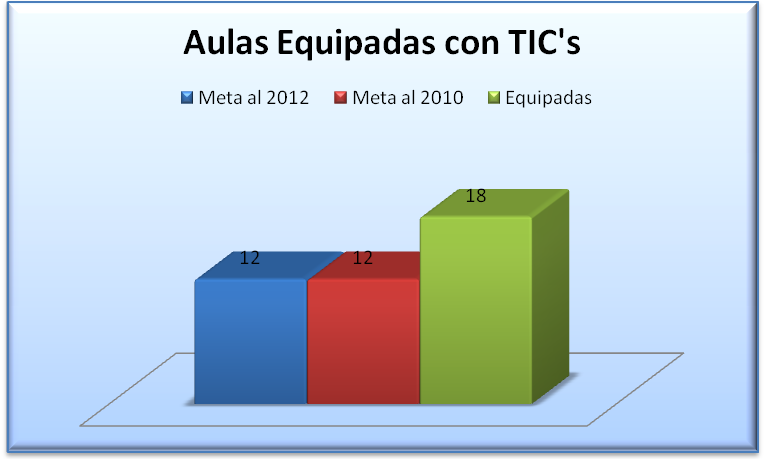 Aulas Equipadas con TIC's
Meta al 2012 Meta al 2010 Equipadas
18
12 12